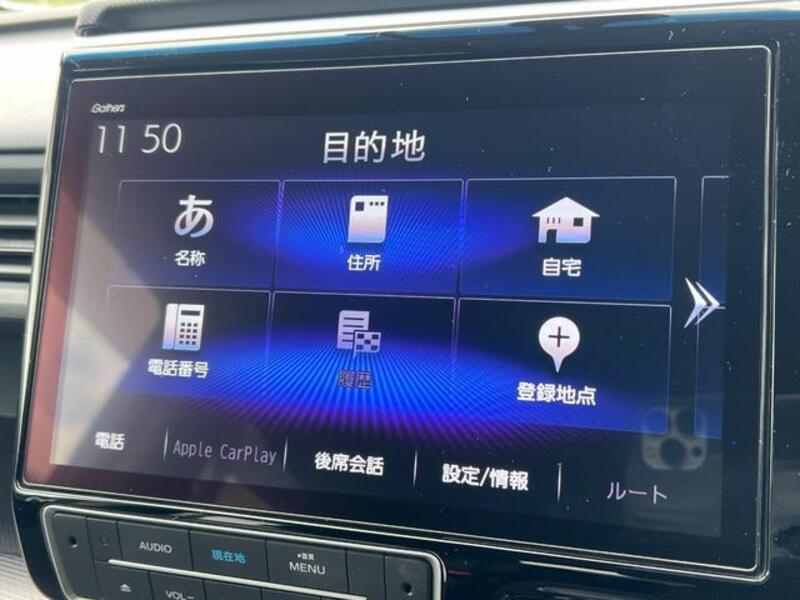 Gathers
11 50
目的地
あ
名称
住所
自宅
電話番号
履歴
登録地点
電話
Apple CarPlay
後席会話
設定/情報
ルート
AUDIO
現在地
MENU
VOL−